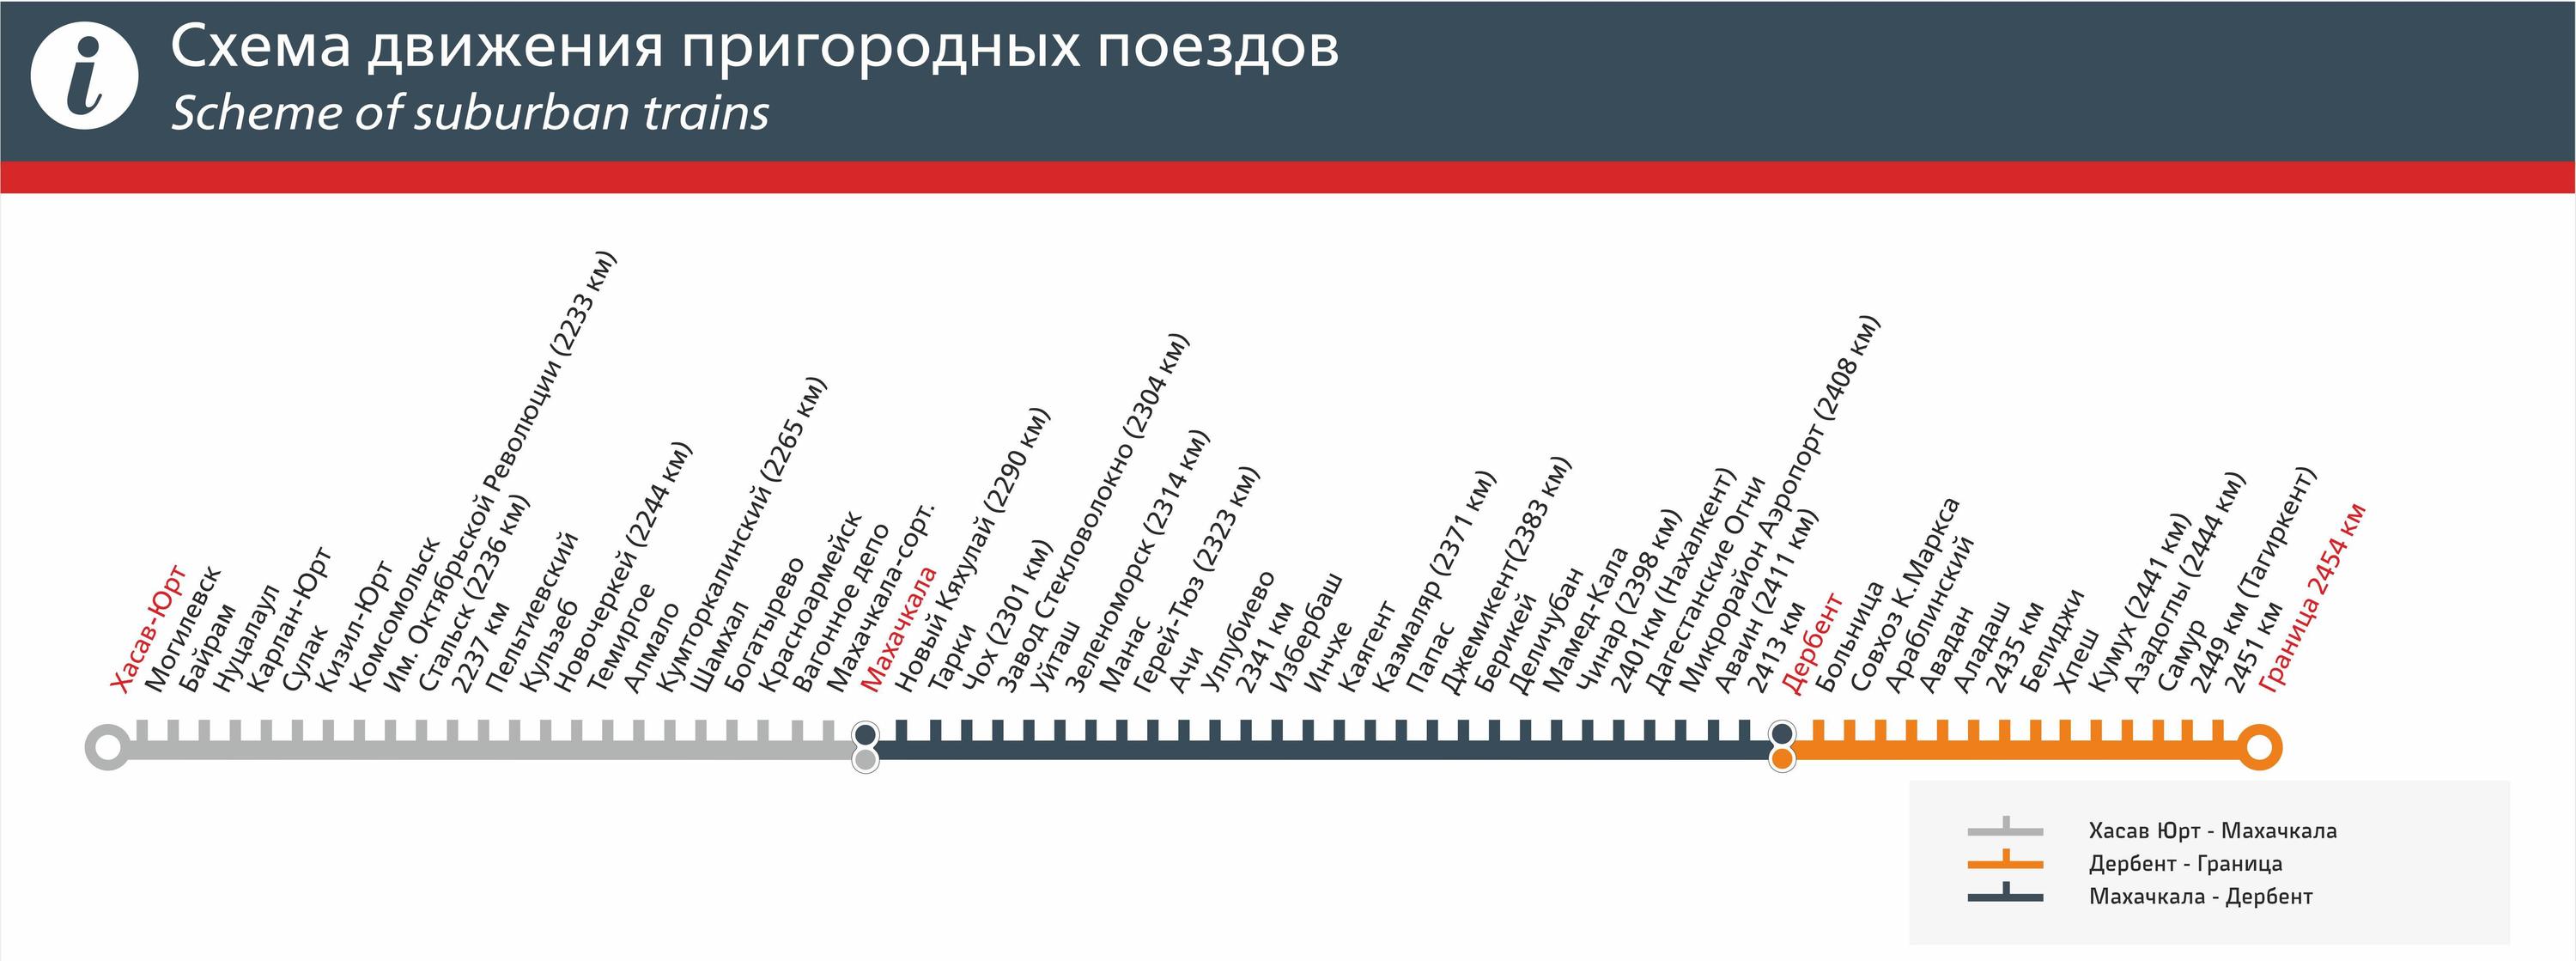 i
Схема движения пригородных поездов
Scheme of suburban trains
Хасав-Юрт
Могилевск
Байрам
Нуцалаул
Карлан-Юрт
Сулак
Кизил-Юрт
Комсомольск
Им. Октябрьской Революции (2233 км)
Стальск (2236 км)
2237 км
Пельтиевский
Кульзеб
Новочеркей (2244 км)
Темиргое
Алмало
Кумторкалинский (2265 км)
Шамхал
Богатырево
Красноармейск
Вагонное депо
Махачкала-сорт.
Махачкала
Новый Кяхулай (2290 км)
Тарки
Чох (2301 км)
Завод Стекловолокно (2304 км)
Уйташ
Зеленоморск (2314 км)
Манас
Герей-Тюз (2323 км)
Ачи
Уллубиево
2341 км
Избербаш
Инчхе
Каягент
Казмаляр (2371 км)
Папас
Джемикент(2383 км)
Берикей
Деличубан
Мамед-Кала
Чинар (2398 км)
2401км (Нахалкент)
Дагестанские Огни
Микрорайон Аэропорт (2408 км)
Аваин (2411 км)
2413 км
Дербент
Больница
Совхоз К.Маркса
Араблинский
Авадан
Аладаш
2435 км
Белиджи
Хпеш
Кумух (2441 км)
Азадоглы (2444 км)
Самур
2449 км (Тагиркент)
2451 км
Граница 2454 км
Хасав Юрт - Махачкала
Дербент - Граница
Махачкала - Дербент